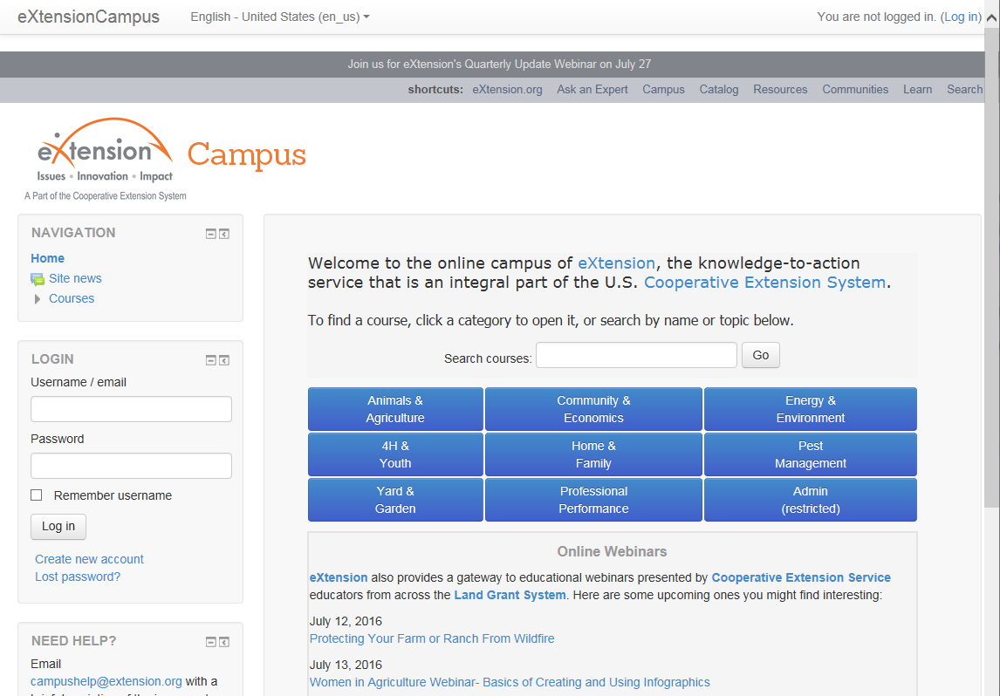 eXtensionCampus
English - United States (en_us)
You are not logged in. (Log in)
Join us for eXtension's Quarterly Update Webinar on July 27
shortcuts: eXtension.org Ask an Expert Campus Catalog Resources Communities Learn Search
eXtension Campus
Issues • Innovation • Impact
A Part of the Cooperative Extension System
NAVIGATION
Home
Site news
Courses
LOGIN
Username / email
Password
Remember username
Log in
Create new account
Lost password?
NEED HELP?
Email
campushelp@extension.org with a
Welcome to the online campus of eXtension, the knowledge-to-action
service that is an integral part of the U.S. Cooperative Extension System.
To find a course, click a category to open it, or search by name or topic below.
Search courses: Go
Animals &
Agriculture
Community &
Economics
Energy &
Environment
4H &
Youth
Home &
Family
Pest
Management
Yard &
Garden
Professional
Performance
Admin
(restricted)
Online Webinars
eXtension also provides a gateway to educational webinars presented by Cooperative Extension Service
educators from across the Land Grant System. Here are some upcoming ones you might find interesting:
July 12, 2016
Protecting Your Farm or Ranch From Wildfire
July 13, 2016
Women in Agriculture Webinar- Basics of Creating and Using Infographics